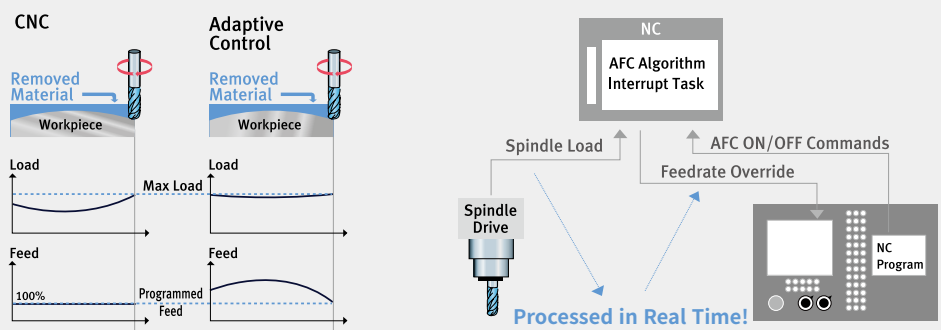 CNC
Removed
Material
Workpiece
Load
Max Load
Feed
100%
Programmed
Feed
Adaptive
Control
Removed
Material
Workpiece
Load
Feed
NC
AFC Algorithm
Interrupt Task
Spindle Load
AFC ON/OFF Commands
Feedrate Override
Spindle
Drive
NC
Program
Processed in Real Time!